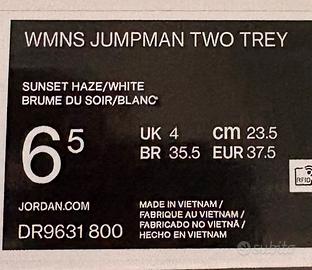 WMNS JUMPMAN TWO TREY
SUNSET HAZE/WHITE
BRUME DU SOIR/BLANC
6 5
UK 4 cm 23.5
BR 35.5 EUR 37.5
RFID
JORDAN.COM
DR9631 800
MADE IN VIETNAM /
FABRIQUE AU VIETNAM /
FABRICADO NO VIETNÃ /
HECHO EN VIETNAM
subito